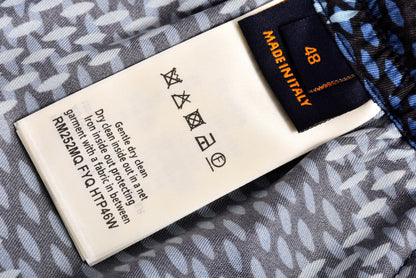 48
MADE IN ITALY
Gentle dry clean
Dry clean inside out in a net
Iron inside out protecting
garment with a fabric in between
RM252MQ FYQ HTP46W
F